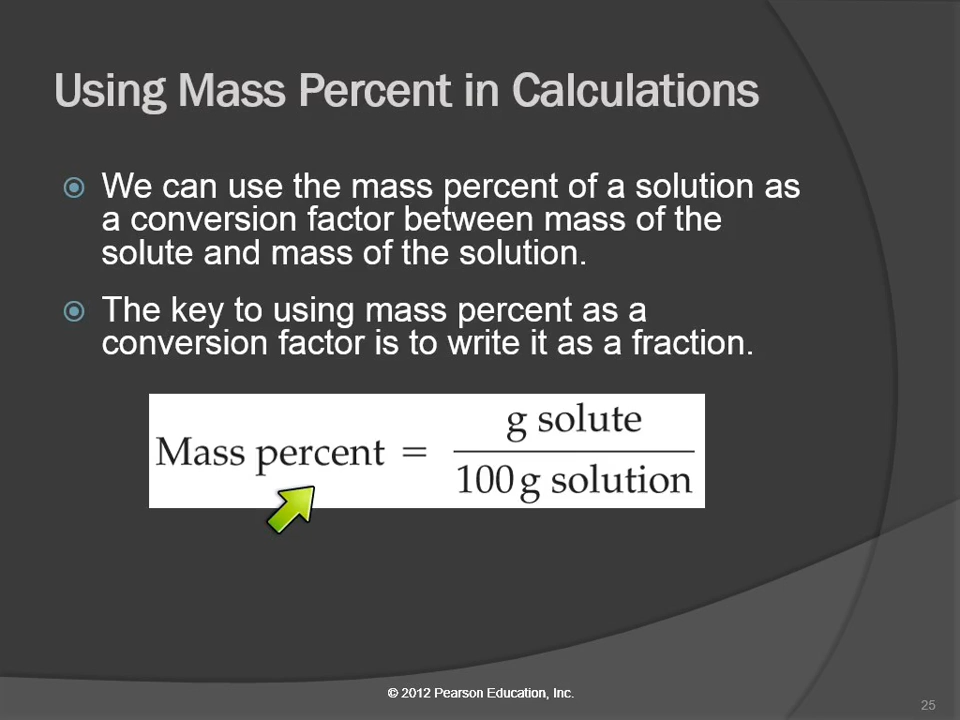 Using Mass Percent in Calculations
We can use the mass percent of a solution as
a conversion factor between mass of the
solute and mass of the solution.
The key to using mass percent as a
conversion factor is to write it as a fraction.
Mass percent = g solute
100 g solution
© 2012 Pearson Education, Inc.
25